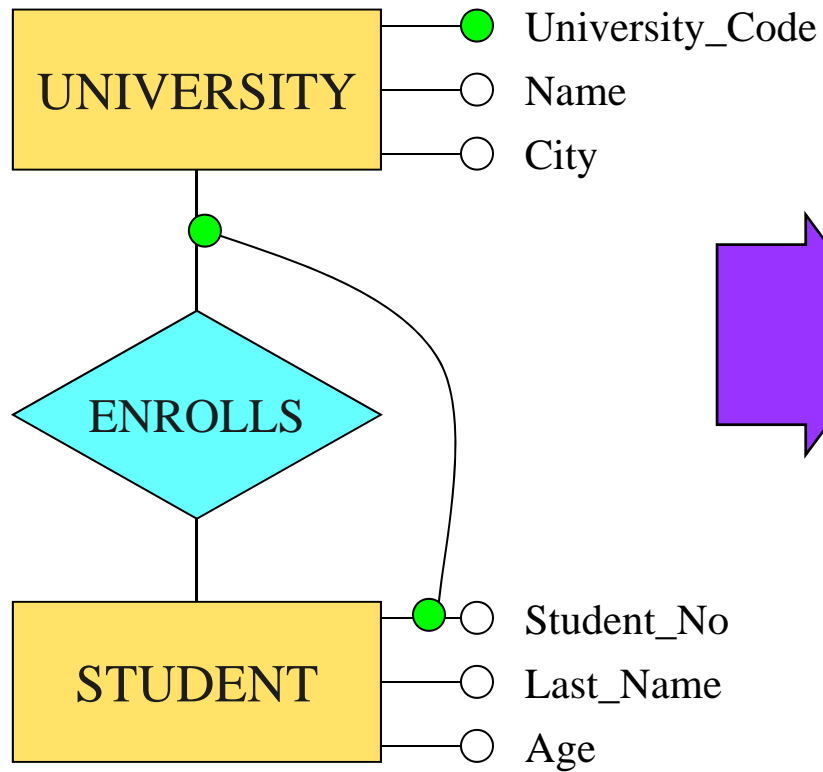 UNIVERSITY
University_Code
Name
City
ENROLLS
STUDENT
Student_No
Last_Name
Age